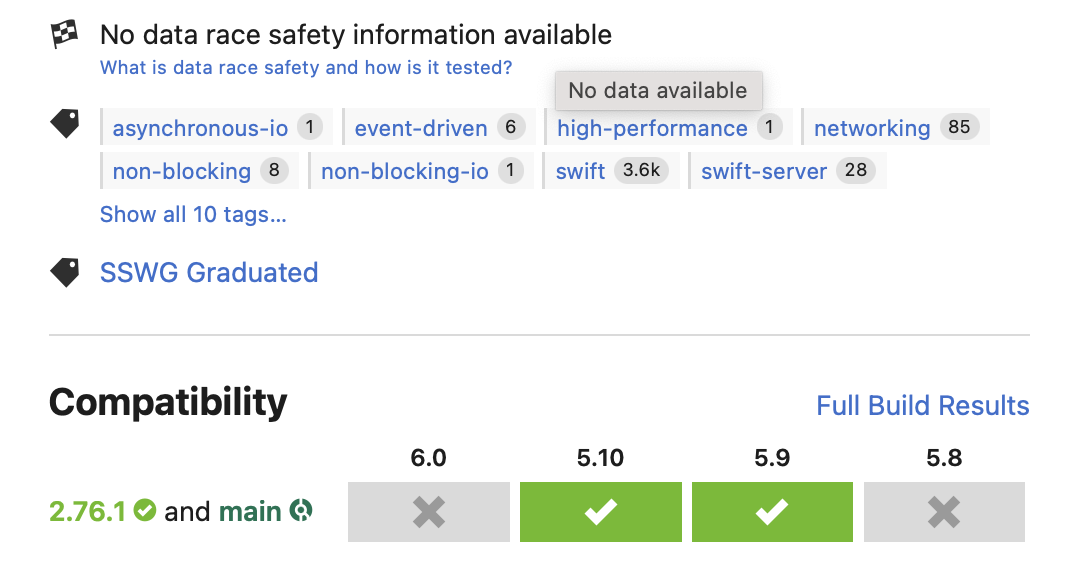 No data race safety information available
What is data race safety and how is it tested?
No data available
asynchronous-io 1 event-driven 6 high-performance 1 networking 85
non-blocking 8 non-blocking-io 1 swift 3.6k swift-server 28
Show all 10 tags...
SSWG Graduated
Compatibility Full Build Results
6.0 5.10 5.9 5.8
2.76.1 and main